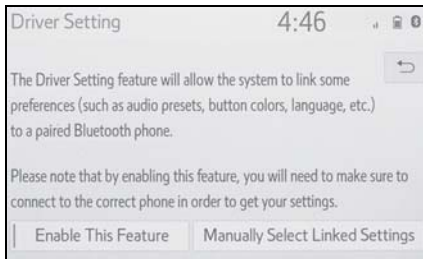 Driver Setting 4:46
The Driver Setting feature will allow the system to link some
preferences (such as audio presets, button colors, language, etc.)
to a paired Bluetooth phone.
Please note that by enabling this feature, you will need to make sure to
connect to the correct phone in order to get your settings.
Enable This Feature Manually Select Linked Settings